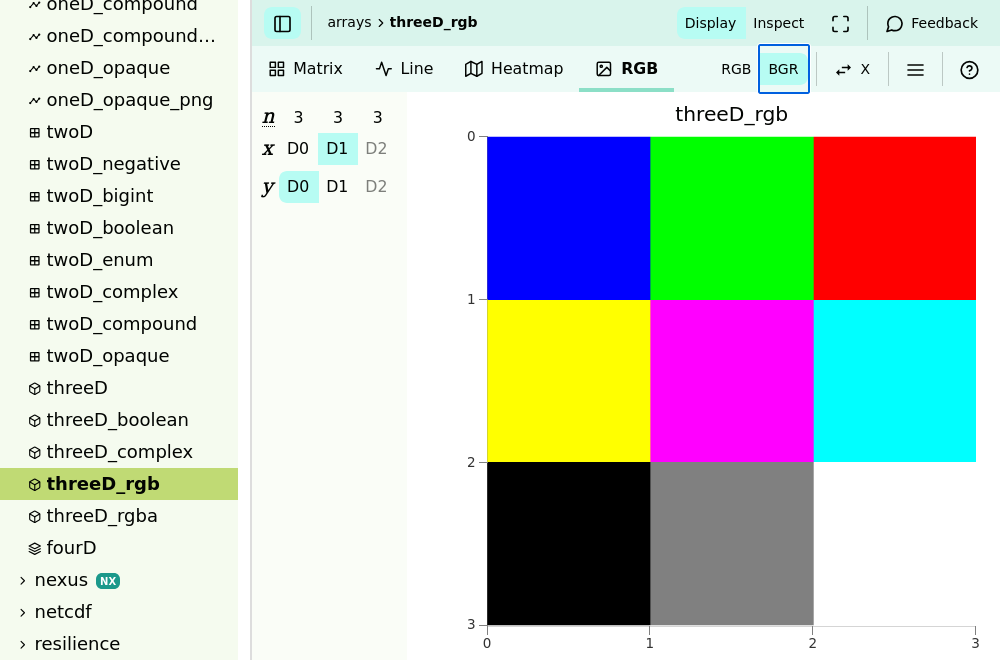 oneD_compound
oneD_compound...
oneD_opaque
oneD_opaque_png
twoD
twoD_negative
twoD_bigint
twoD_boolean
twoD_enum
twoD_complex
twoD_compound
twoD_opaque
threeD
threeD_boolean
threeD_complex
threeD_rgb
threeD_rgba
fourD
nexus NX
netcdf
resilience
arrays threeD_rgb
Display Inspect Feedback
Matrix Line Heatmap RGB RGB BGR X
n 3 3 3
x D0 D1 D2
y D0 D1 D2
threeD_rgb
0
1
2
3
0 1 2 3